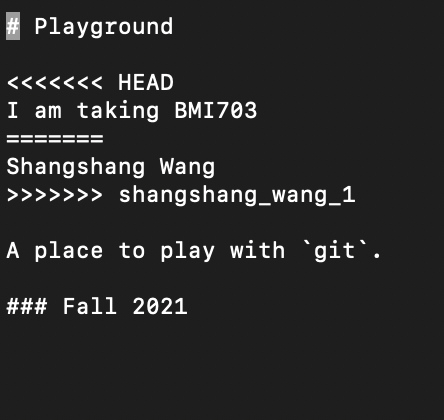 # Playground
<<<<<<< HEAD
I am taking BMI703
=======
Shangshang Wang
>>>>>>> shangshang_wang_1
A place to play with `git`.
### Fall 2021